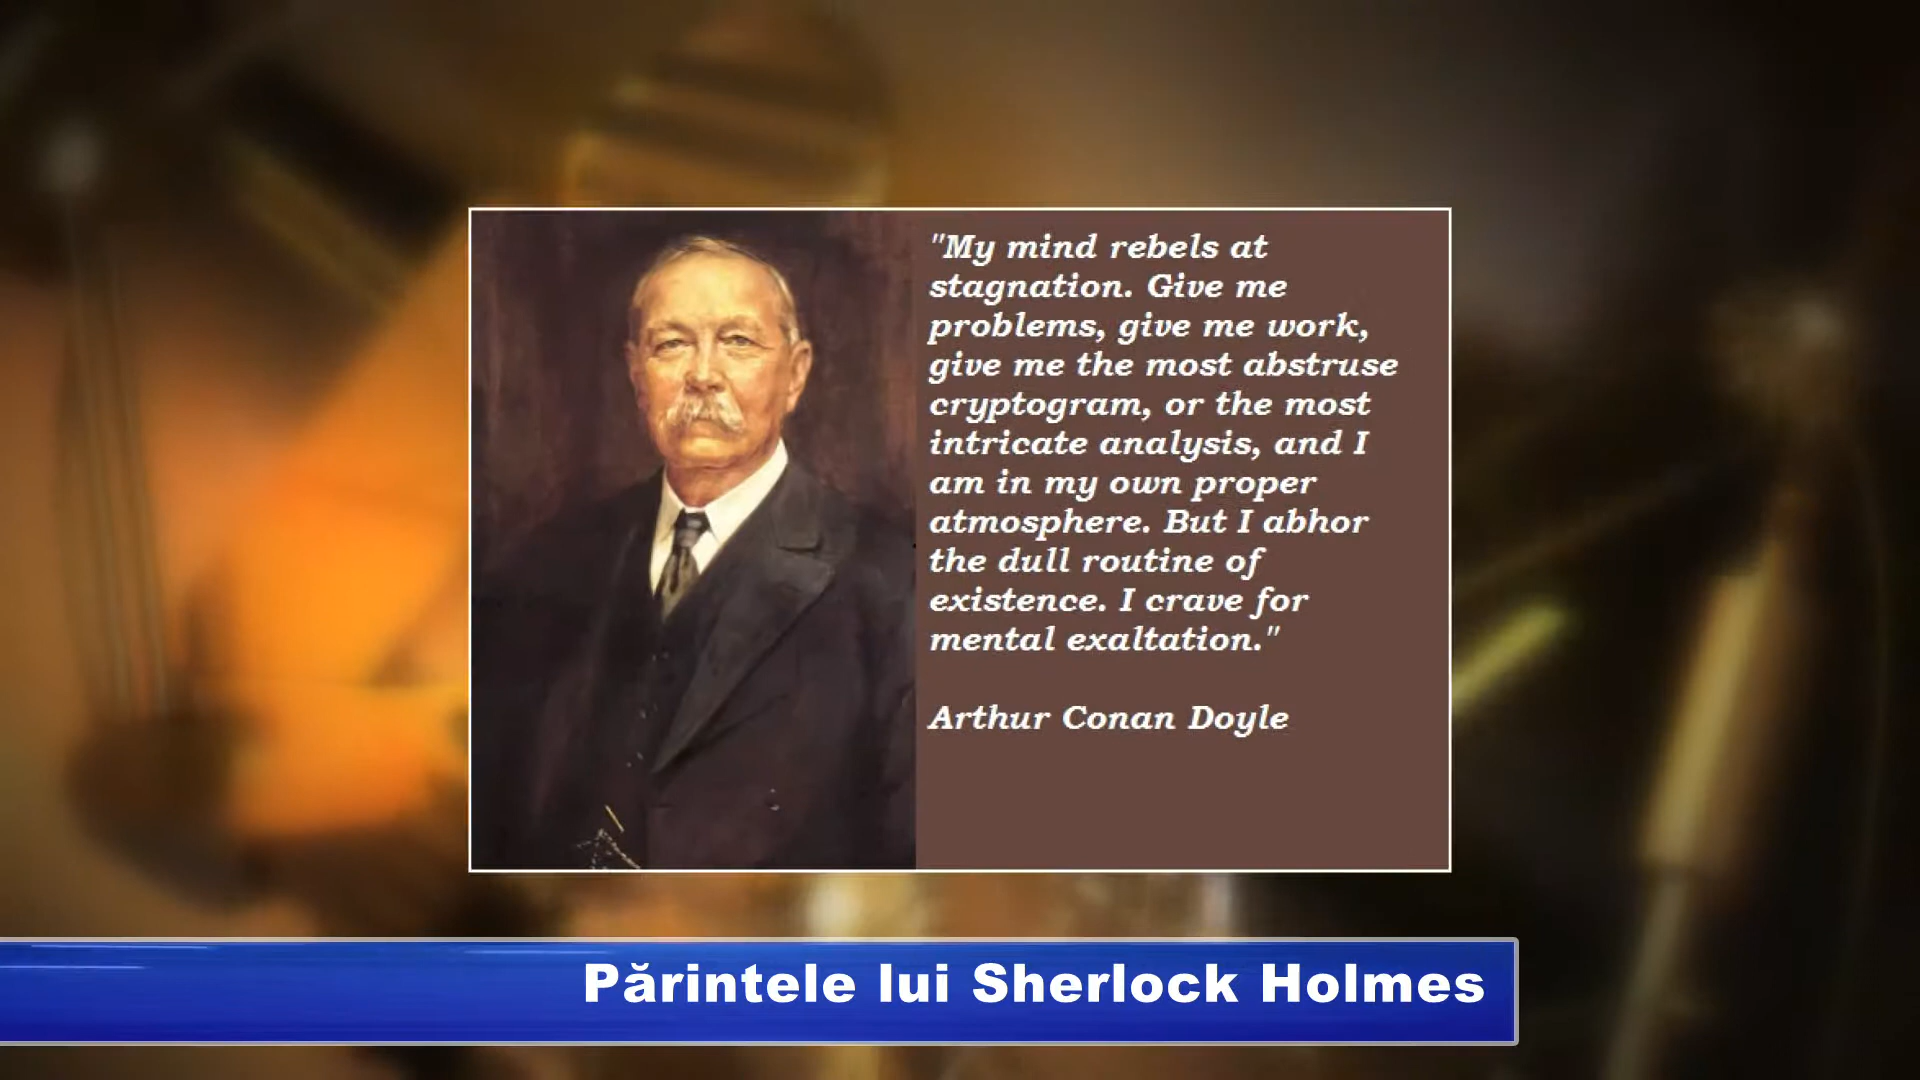 "My mind rebels at
stagnation. Give me
problems, give me work,
give me the most abstruse
cryptogram, or the most
intricate analysis, and I
am in my own proper
atmosphere. But I abhor
the dull routine of
existence. I crave for
mental exaltation."
Arthur Conan Doyle
Părintele lui Sherlock Holmes